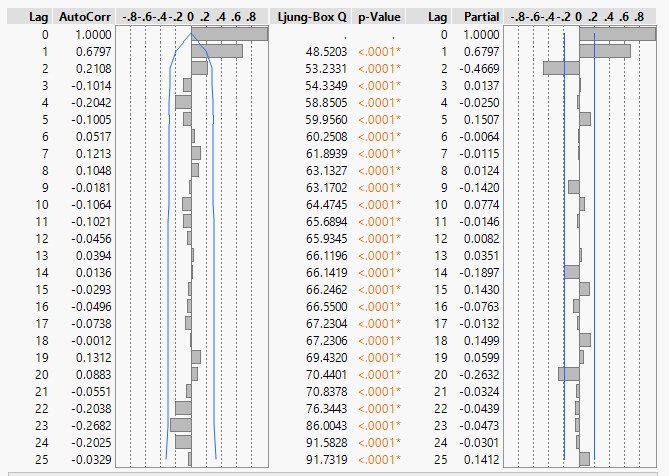 Lag AutoCorr -.8-.6-.4-.2 0 .2 .4 .6 .8 Ljung-Box Q p-Value Lag Partial -.8-.6-.4-.2 0 .2 .4 .6 .8
0 1.0000 . . 0 1.0000
1 0.6797 48.5203 <.0001* 1 0.6797
2 0.2108 53.2331 <.0001* 2 -0.4669
3 -0.1014 54.3349 <.0001* 3 0.0137
4 -0.2042 58.8505 <.0001* 4 -0.0250
5 -0.1005 59.9560 <.0001* 5 0.1507
6 0.0517 60.2508 <.0001* 6 -0.0064
7 0.1213 61.8939 <.0001* 7 -0.0115
8 0.1048 63.1327 <.0001* 8 0.0124
9 -0.0181 63.1702 <.0001* 9 -0.1420
10 -0.1064 64.4745 <.0001* 10 0.0774
11 -0.1021 65.6894 <.0001* 11 -0.0146
12 -0.0456 65.9345 <.0001* 12 0.0082
13 0.0394 66.1196 <.0001* 13 0.0351
14 0.0136 66.1419 <.0001* 14 -0.1897
15 -0.0293 66.2462 <.0001* 15 0.1430
16 -0.0496 66.5500 <.0001* 16 -0.0763
17 -0.0738 67.2304 <.0001* 17 -0.0132
18 -0.0012 67.2306 <.0001* 18 0.1499
19 0.1312 69.4320 <.0001* 19 0.0599
20 0.0883 70.4401 <.0001* 20 -0.2632
21 -0.0551 70.8378 <.0001* 21 -0.0324
22 -0.2038 76.3443 <.0001* 22 -0.0439
23 -0.2682 86.0043 <.0001* 23 -0.0473
24 -0.2025 91.5828 <.0001* 24 -0.0301
25 -0.0329 91.7319 <.0001* 25 0.1412